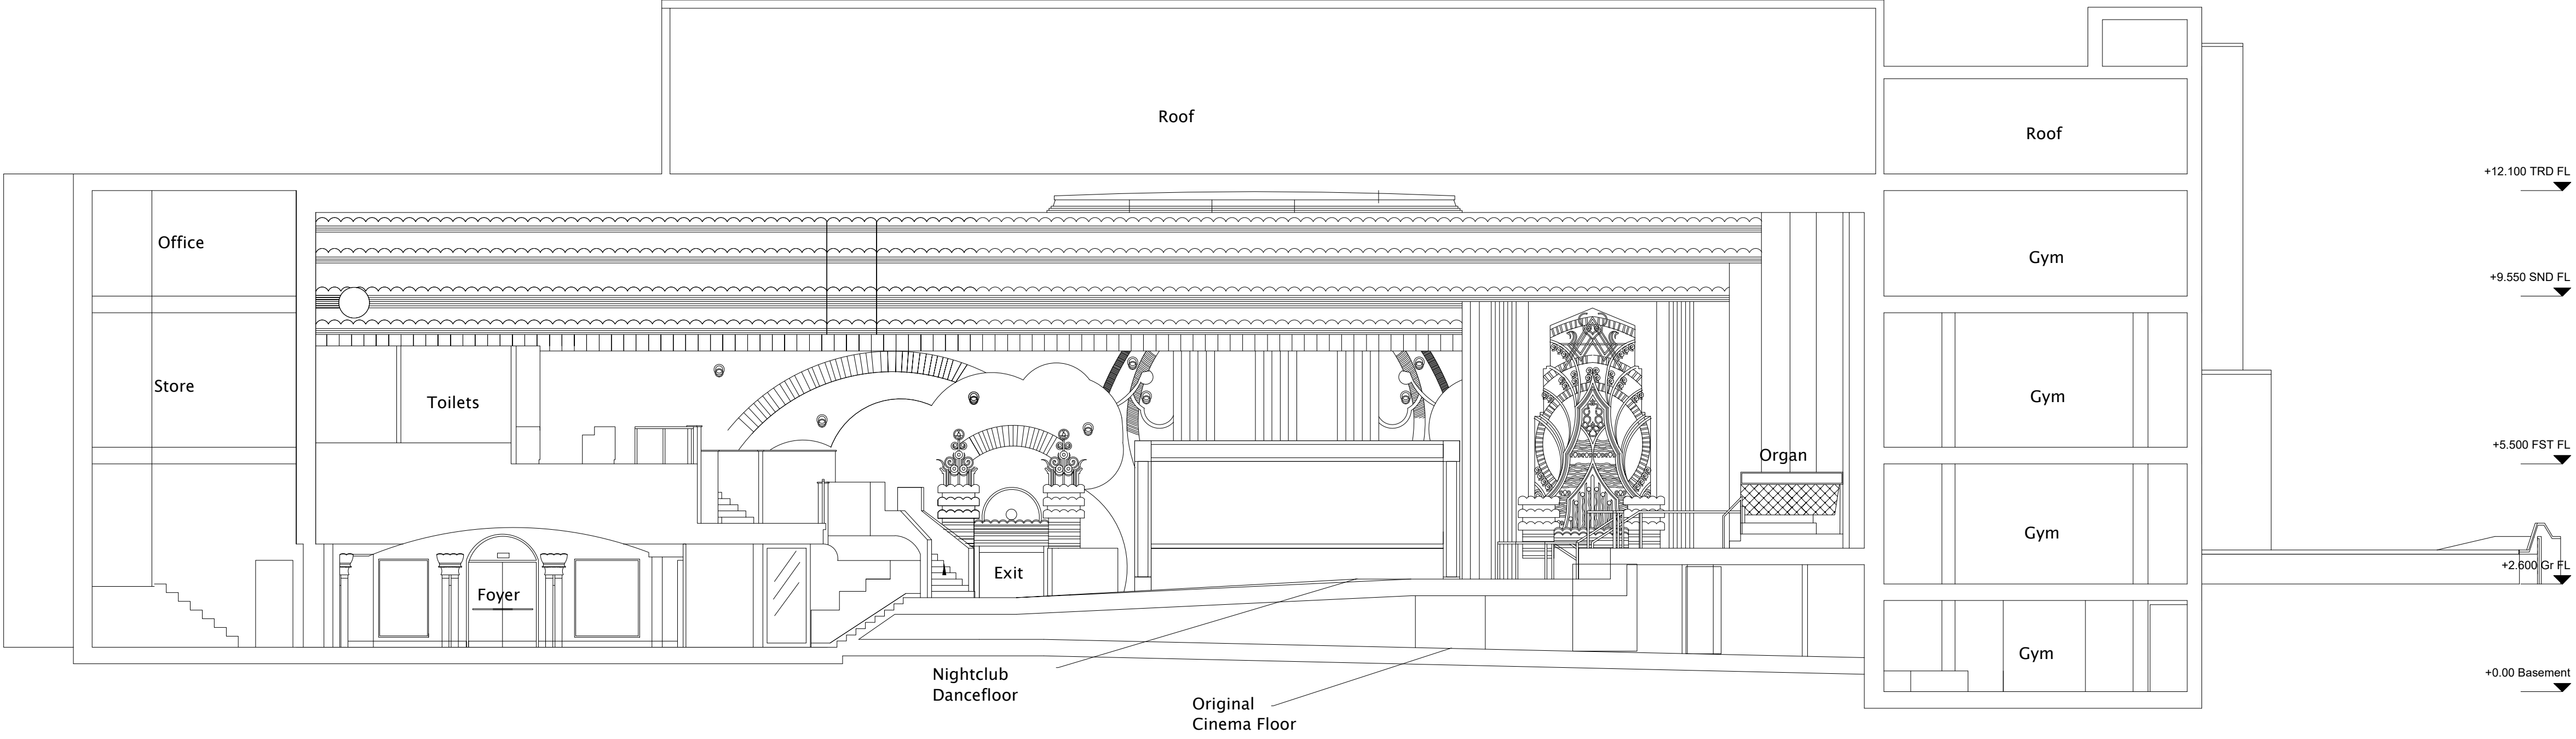 Roof
Roof
+12.100 TRD FL
Office
Gym
+9.550 SND FL
Store
Toilets
Gym
Organ
+5.500 FST FL
Exit
Foyer
Gym
+2.600 Gr FL
Nightclub
Dancefloor
Original
Cinema Floor
Gym
+0.00 Basement